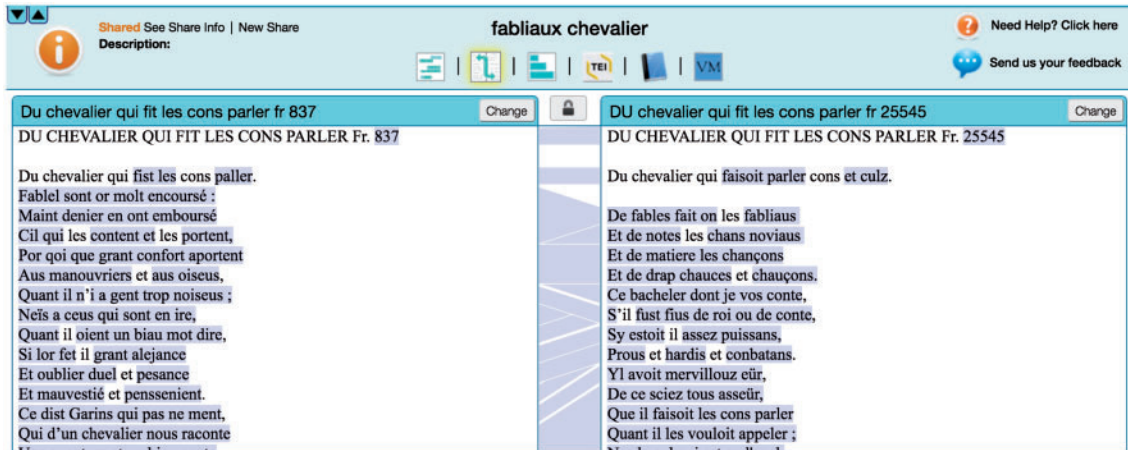 Shared See Share Info | New Share
Description:
fabliaux chevalier
TEI
VM
Need Help? Click here
Send us your feedback
Du chevalier qui fit les cons parler fr 837
Change
DU CHEVALIER QUI FIT LES CONS PARLER Fr. 837
Du chevalier qui fist les cons paller.
Fablel sont or molt encoursé :
Maint denier en ont emboursé
Cil qui les content et les portent,
Por qoi que grant confort aportent
Aus manouvriers et aus oiseus,
Quant il n’i a gent trop noiseus ;
Neïs a ceus qui sont en ire,
Quant il oient un biau mot dire,
Si lor fet il grant alejance
Et oublier duel et pesance
Et mauvestié et penssenient.
Ce dist Garins qui pas ne ment,
Qui d’un chevalier nous raconte
DU chevalier qui fit les cons parler fr 25545
Change
DU CHEVALIER QUI FIT LES CONS PARLER Fr. 25545
Du chevalier qui faisoit parler cons et culz.
De fables fait on les fabliaus
Et de notes les chans noviaus
Et de matiere les chançons
Et de drap chauces et chauçons.
Ce bacheler dont je vos conte,
S’il fust fius de roi ou de conte,
Sy estoit il assez puissans,
Prous et hardis et conbatans.
Yl avoit mervillouz eür,
De ce sciez tous asseür,
Que il faisoit les cons parler
Quant il les vouloit appeler ;